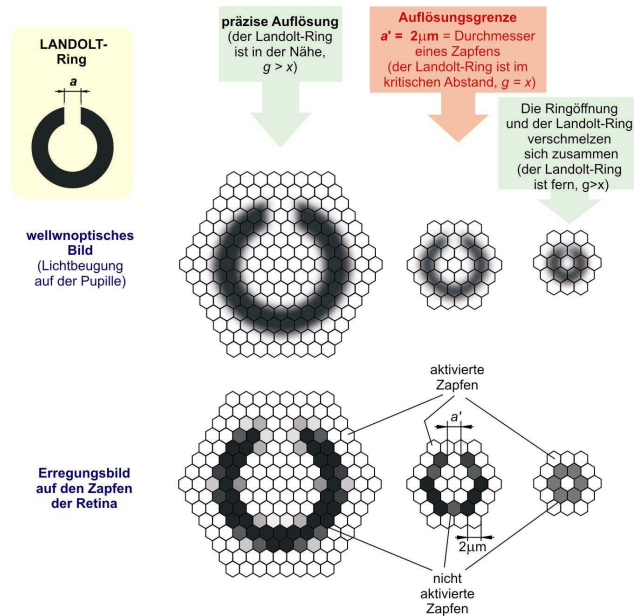 LANDOLT-
Ring
a
präzise Auflösung
(der Landolt-Ring
ist in der Nähe,
g > x)
Auflösungsgrenze
a' = 2µm = Durchmesser
eines Zapfens
(der Landolt-Ring ist im
kritischen Abstand, g = x)
Die Ringöffnung
und der Landolt-Ring
verschmelzen
sich zusammen
(der Landolt-Ring
ist fern, g>x)
wellwnoptisches
Bild
(Lichtbeugung
auf der Pupille)
aktivierte
Zapfen
a'
Erregungsbild
auf den Zapfen
der Retina
2µm
nicht
aktivierte
Zapfen